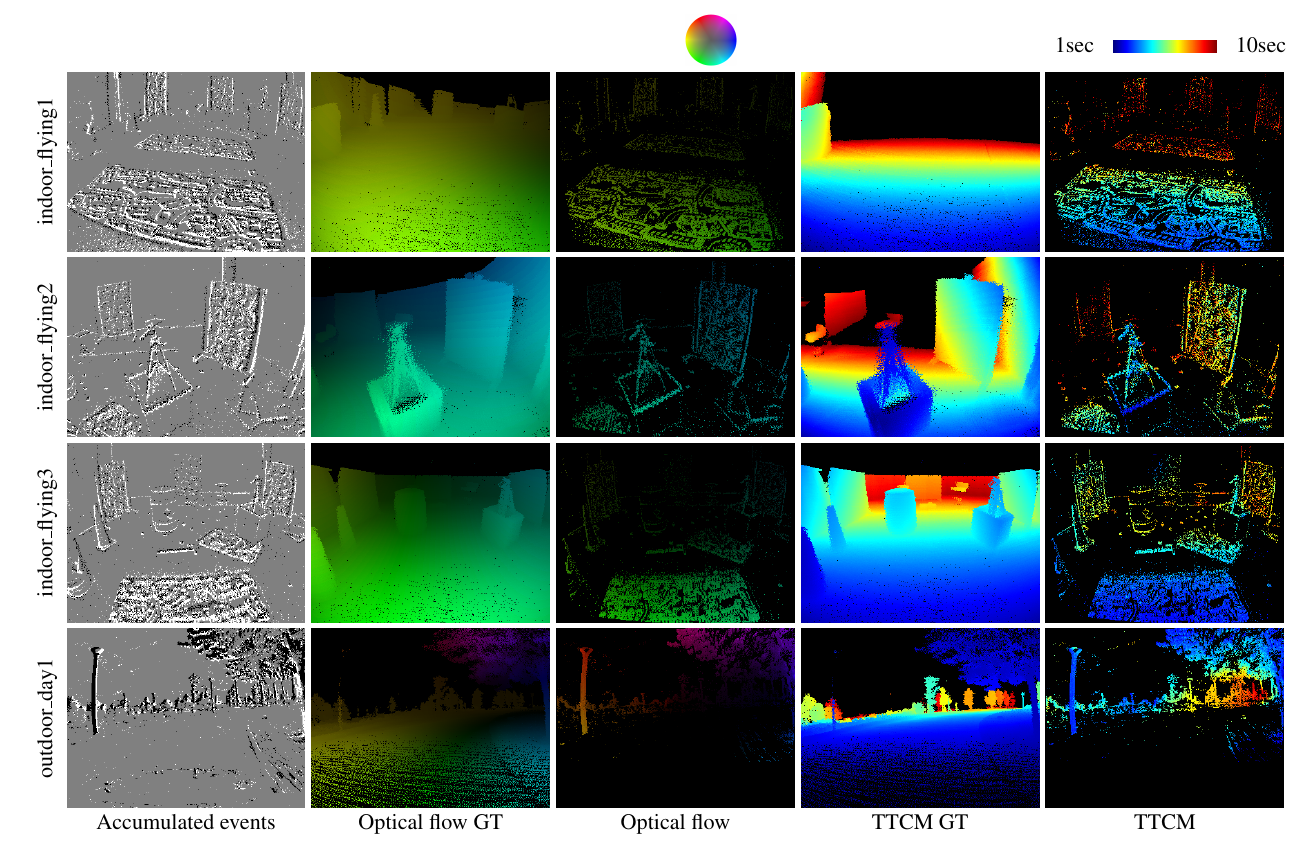 1sec 10sec
indoor_flying1
indoor_flying2
indoor_flying3
outdoor_day1
Accumulated events Optical flow GT Optical flow TTCM GT TTCM